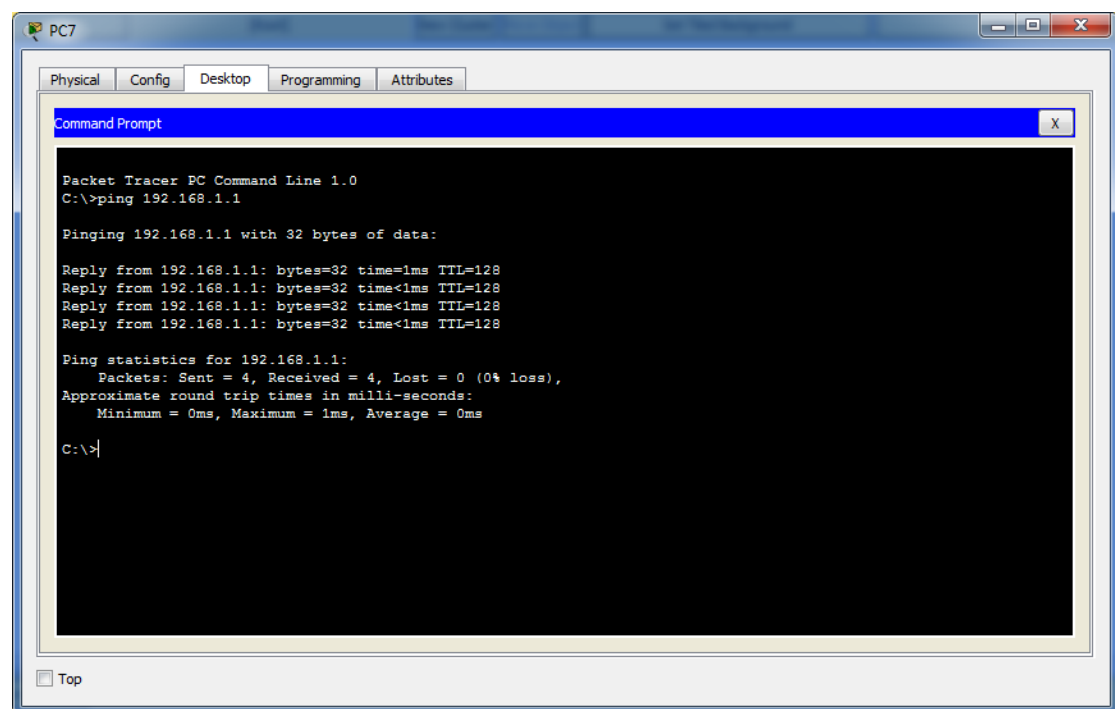 PC7
Physical Config Desktop Programming Attributes
Command Prompt
X
Packet Tracer PC Command Line 1.0
C:\>ping 192.168.1.1
Pinging 192.168.1.1 with 32 bytes of data:
Reply from 192.168.1.1: bytes=32 time=1ms TTL=128
Reply from 192.168.1.1: bytes=32 time<1ms TTL=128
Reply from 192.168.1.1: bytes=32 time<1ms TTL=128
Reply from 192.168.1.1: bytes=32 time<1ms TTL=128
Ping statistics for 192.168.1.1:
Packets: Sent = 4, Received = 4, Lost = 0 (0% loss),
Approximate round trip times in milli-seconds:
Minimum = 0ms, Maximum = 1ms, Average = 0ms
C:\>
Top